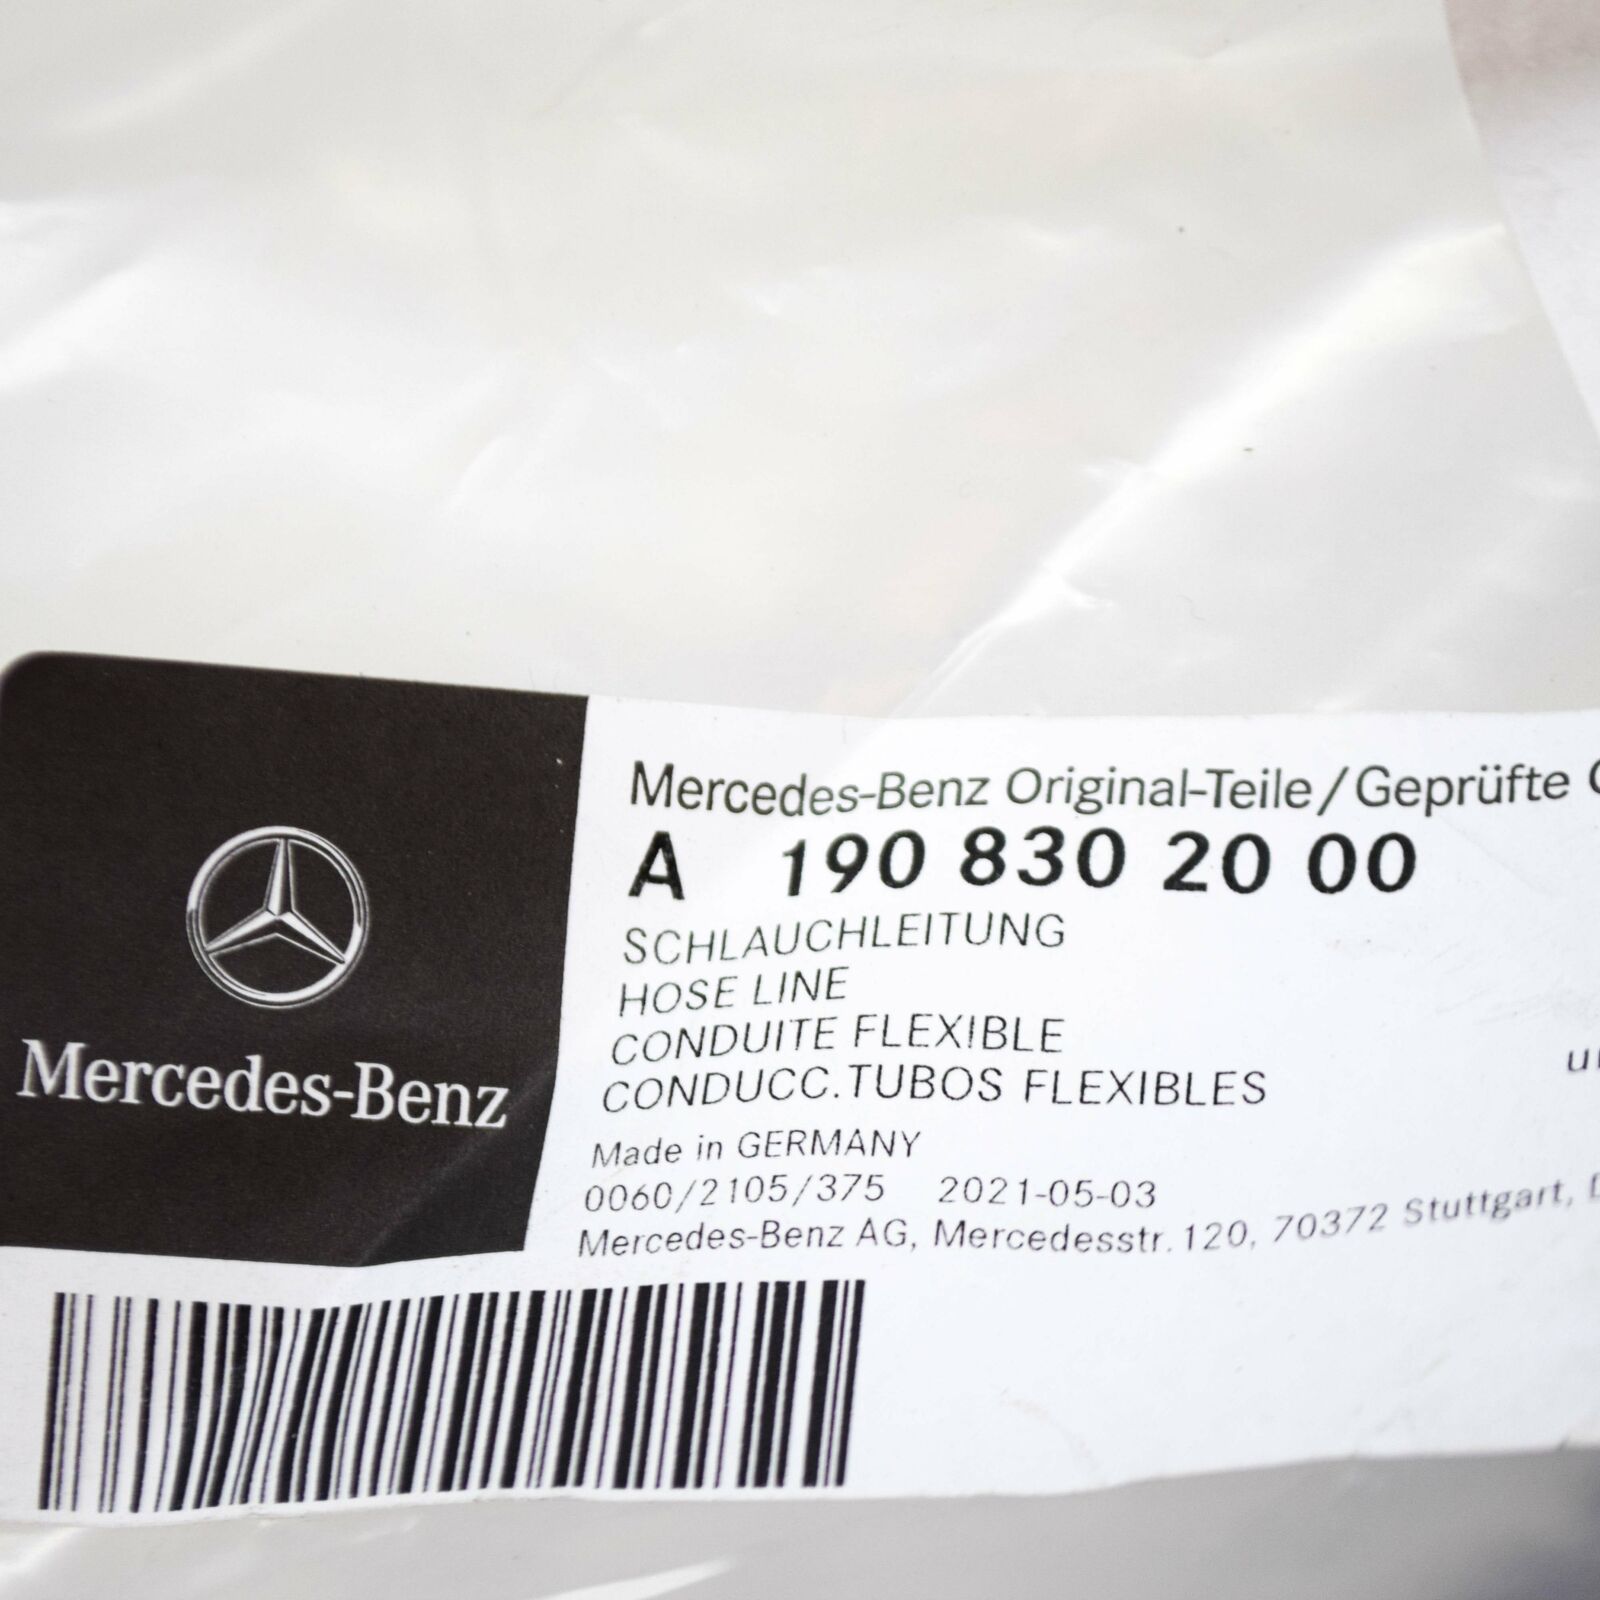 Mercedes-Benz
Mercedes-Benz Original-Teile/Geprüfte
A 190 830 20 00
SCHLAUCHLEITUNG
HOSE LINE
CONDUITE FLEXIBLE
CONDUCC.TUBOS FLEXIBLES
Made in GERMANY
0060/2105/375 2021-05-03
Mercedes-Benz AG, Mercedesstr. 120, 70372 Stuttgart,